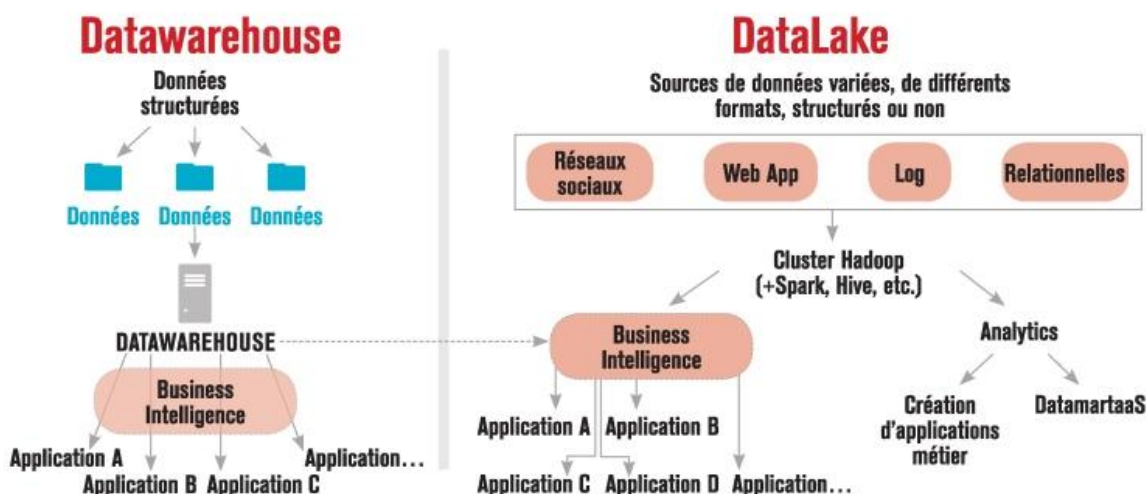 Datawarehouse
Données
structurées
Données
Données
Données
DATAWAREHOUSE
Business
Intelligence
Application A
Application B
Application C
Application...
DataLake
Sources de données variées, de différents
formats, structurés ou non
Réseaux
sociaux
Web App
Log
Relationnelles
Cluster Hadoop
(+Spark, Hive, etc.)
Business
Intelligence
Analytics
Application A
Application B
Application C
Application D
Application...
Création
d'applications
métier
DatamartaaS